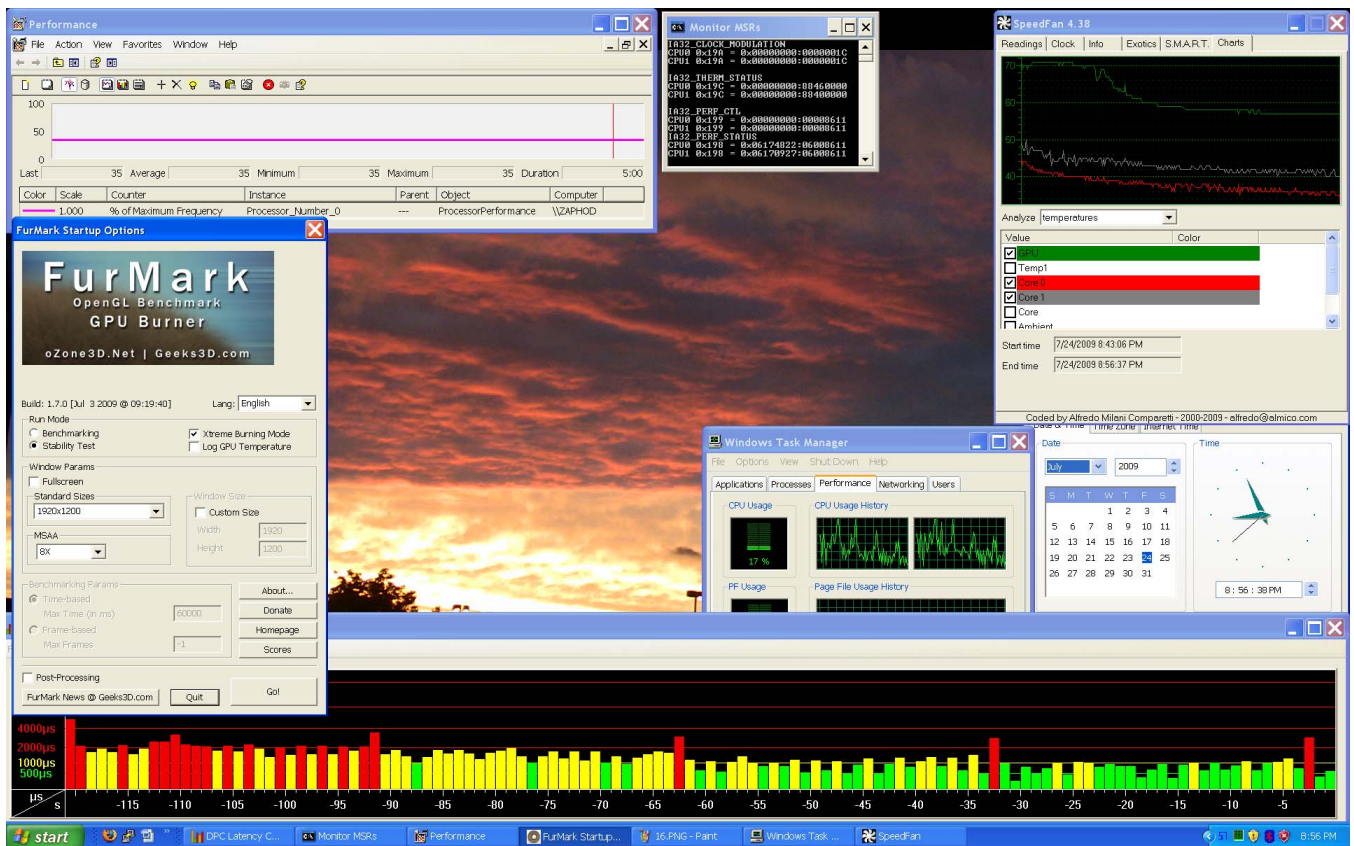 Performance
File Action View Favorites Window Help
100
50
0
Last 35 Average 35 Minimum 35 Maximum 35 Duration 5:00
Color Scale Counter Instance Parent Object Computer
1.000 % of Maximum Frequency Processor_Number_0 --- ProcessorPerformance \\ZAPHOD
Monitor MSRs
IA32_CLOCK_MODULATION
CPU0 0x19A = 0x00000000:0000001C
CPU1 0x19A = 0x00000000:0000001C
IA32_THERM_STATUS
CPU0 0x19C = 0x00000000:88460000
CPU1 0x19C = 0x00000000:88400000
IA32_PERF_CTL
CPU0 0x199 = 0x00000000:00008611
CPU1 0x199 = 0x00000000:00008611
IA32_PERF_STATUS
CPU0 0x198 = 0x06174822:06008611
CPU1 0x198 = 0x06170927:06008611
SpeedFan 4.38
Readings Clock Info Exotics S.M.A.R.T. Charts
70
60
50
40
Analyze temperatures
Value Color
GPU
Temp1
Core 0
Core 1
Core
Ambient
Start time 7/24/2009 8:43:06 PM
End time 7/24/2009 8:56:37 PM
Coded by Alfredo Milani Comparetti - 2000-2009 - alfredo@almico.com
FurMark Startup Options
FurMark
OpenGL Benchmark
GPU Burner
oZone3D.Net | Geeks3D.com
Build: 1.7.0 [Jul 3 2009 @ 09:19:40] Lang: English
Run Mode
Benchmarking Xtreme Burning Mode
Stability Test Log GPU Temperature
Window Params
Fullscreen
Standard Sizes Window Size
1920x1200 Custom Size
Width 1920
MSAA
8X Height 1200
Benchmarking Params
Time-based
Max Time (in ms) 60000
Frame-based
Max Frames -1
About...
Donate
Homepage
Scores
Post-Processing
FurMark News @ Geeks3D.com Quit Go!
Windows Task Manager
File Options View Shut Down Help
Applications Processes Performance Networking Users
CPU Usage CPU Usage History
17 %
PF Usage Page File Usage History
Date & Time Time Zone Internet Time
Date Time
July 2009
S M T W T F S
1 2 3 4
5 6 7 8 9 10 11
12 13 14 15 16 17 18
19 20 21 22 23 24 25
26 27 28 29 30 31
8 : 56 : 38 PM
4000µs
2000µs
1000µs
500µs
µs s -115 -110 -105 -100 -95 -90 -85 -80 -75 -70 -65 -60 -55 -50 -45 -40 -35 -30 -25 -20 -15 -10 -5
start DPC Latency C... Monitor MSRs Performance FurMark Startup... 16.PNG - Paint Windows Task ... SpeedFan 8:56 PM